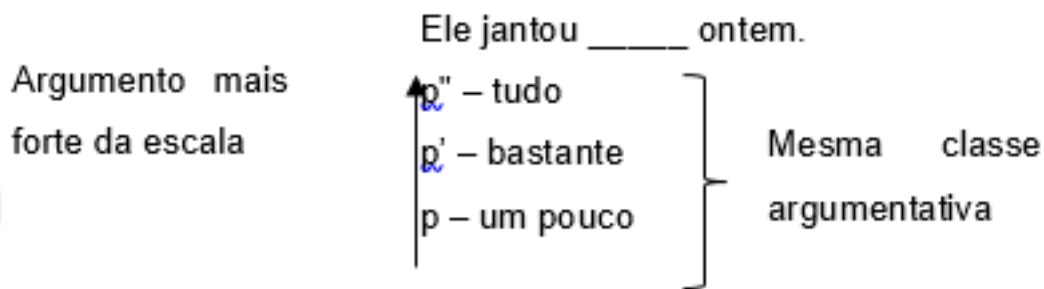 Ele jantou _____ ontem.
Argumento mais
forte da escala
p" – tudo
p' – bastante
p – um pouco
Mesma classe
argumentativa